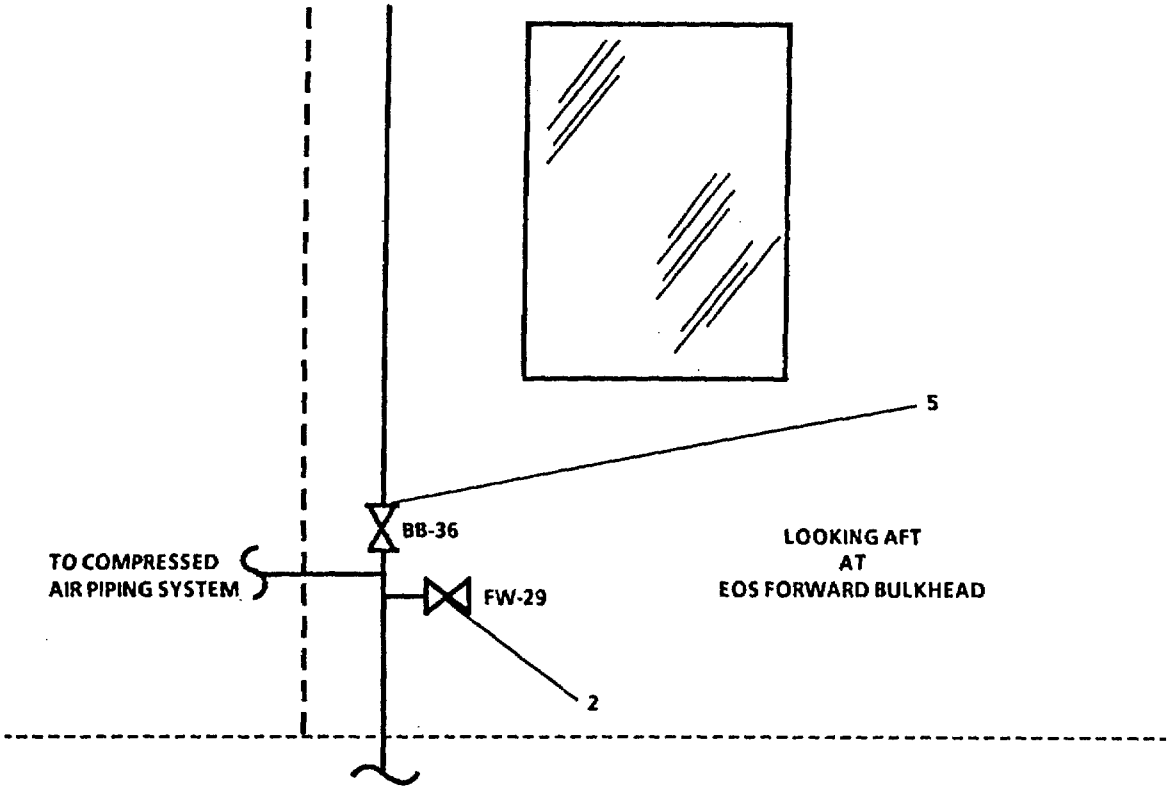 5
BB-36
LOOKING AFT
AT
EOS FORWARD BULKHEAD
TO COMPRESSED
AIR PIPING SYSTEM
FW-29
2